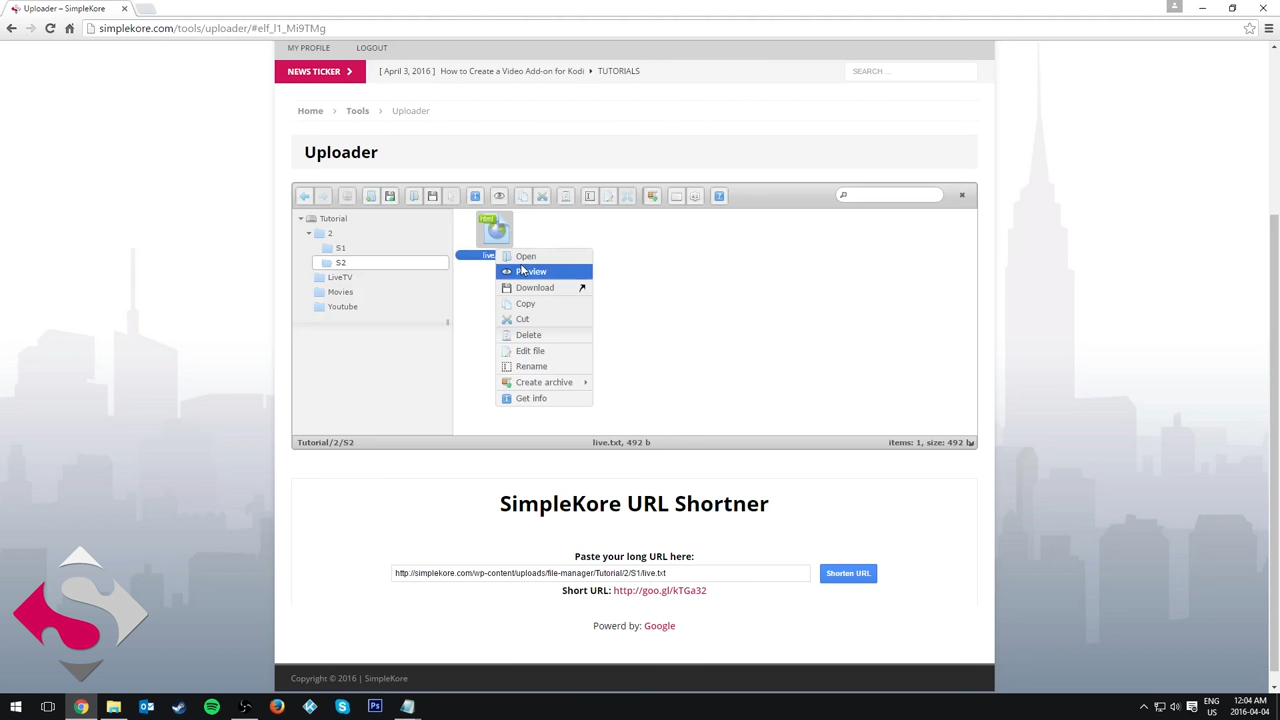 Uploader – SimpleKore
simplekore.com/tools/uploader/#elf_l1_Mi9TMg
MY PROFILE LOGOUT
NEWS TICKER [ April 3, 2016 ] How to Create a Video Add-on for Kodi TUTORIALS SEARCH ...
Home Tools Uploader
Uploader
Tutorial
2
S1
S2
LiveTV
Movies
Youtube
html
live
Open
Preview
Download
Copy
Cut
Delete
Edit file
Rename
Create archive
Get info
Tutorial/2/S2 live.txt, 492 b items: 1, size: 492 b
SimpleKore URL Shortner
Paste your long URL here:
http://simplekore.com/wp-content/uploads/file-manager/Tutorial/2/S1/live.txt Shorten URL
Short URL: http://goo.gl/kTGa32
Powerd by: Google
Copyright © 2016 | SimpleKore
ENG 12:04 AM
US 2016-04-04